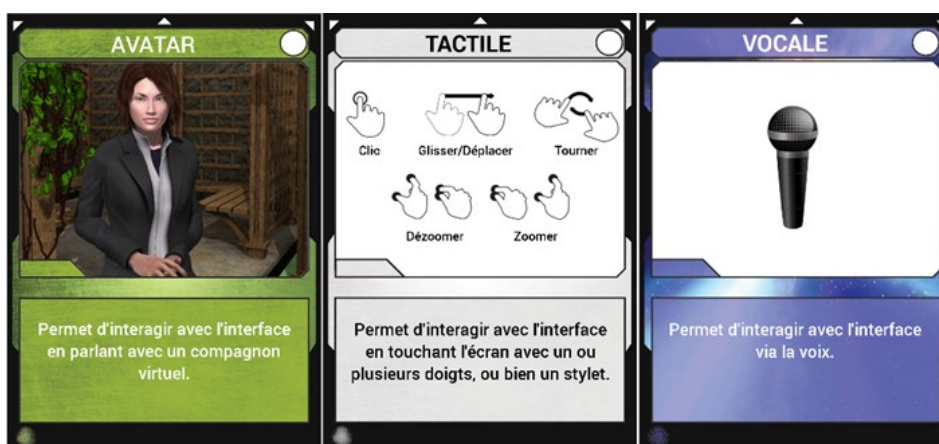 AVATAR
Permet d'interagir avec l'interface
en parlant avec un compagnon
virtuel.
TACTILE
Clic
Glisser/Déplacer
Tourner
Dézoomer
Zoomer
Permet d'interagir avec l'interface
en touchant l'écran avec un ou
plusieurs doigts, ou bien un stylet.
VOCALE
Permet d'interagir avec l'interface
via la voix.